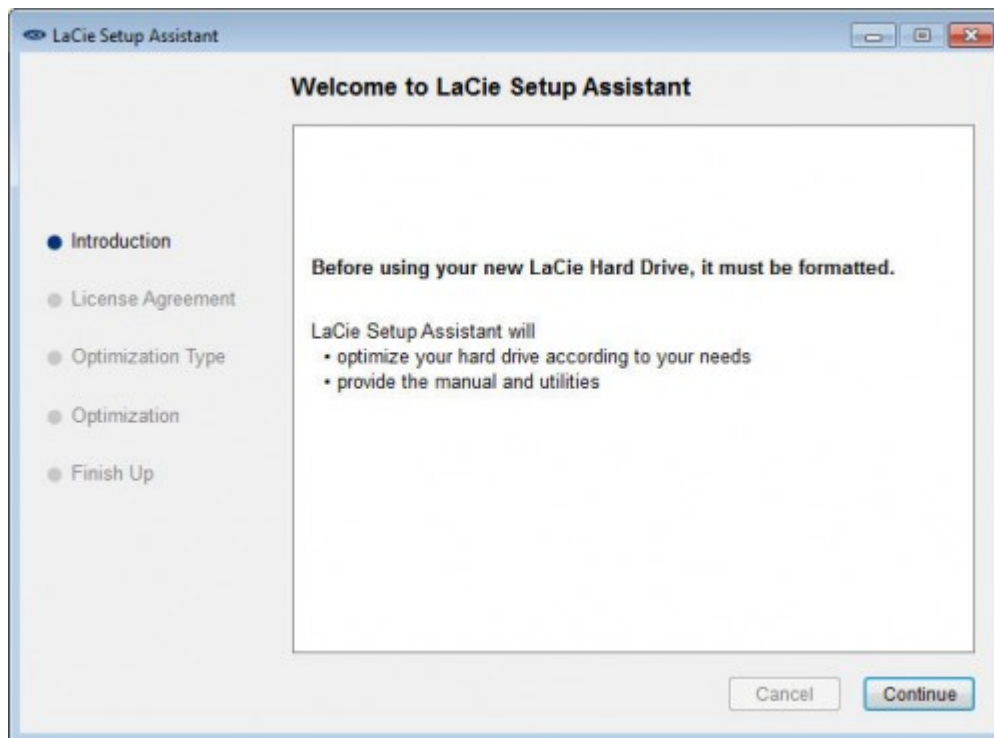 LaCie Setup Assistant
Welcome to LaCie Setup Assistant
Introduction
License Agreement
Optimization Type
Optimization
Finish Up
Before using your new LaCie Hard Drive, it must be formatted.
LaCie Setup Assistant will
• optimize your hard drive according to your needs
• provide the manual and utilities
Cancel
Continue